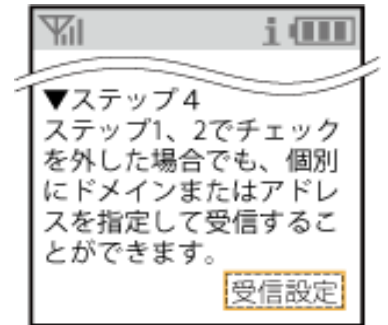 ▼ステップ４
ステップ1、2でチェック
を外した場合でも、個別
にドメインまたはアドレ
スを指定して受信するこ
とができます。
受信設定